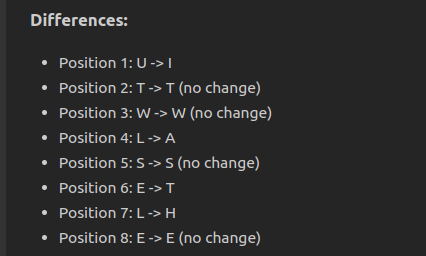 Differences:
• Position 1: U -> I
• Position 2: T -> T (no change)
• Position 3: W -> W (no change)
• Position 4: L -> A
• Position 5: S -> S (no change)
• Position 6: E -> T
• Position 7: L -> H
• Position 8: E -> E (no change)